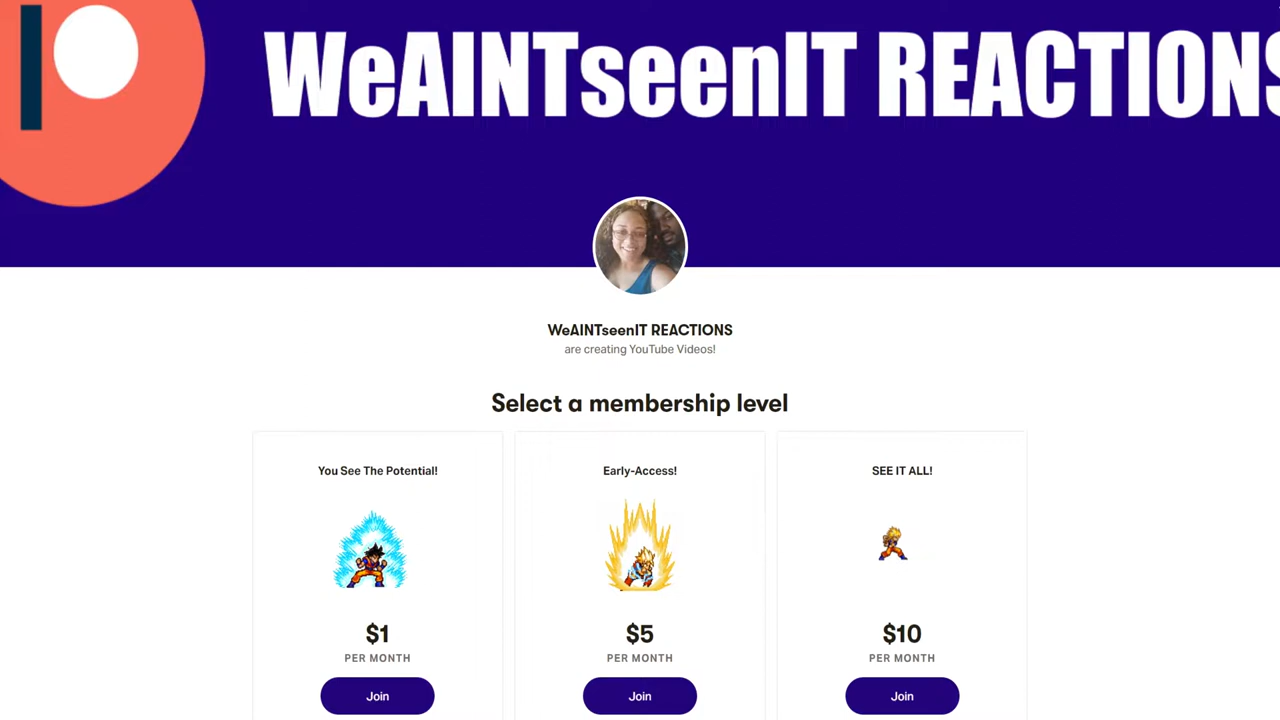 WeAINTseenIT REACTIONS
WeAINTseenIT REACTIONS
are creating YouTube Videos!
Select a membership level
You See The Potential!
Early-Access!
SEE IT ALL!
$1
$5
$10
PER MONTH
PER MONTH
PER MONTH
Join
Join
Join